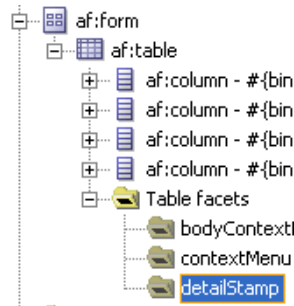 af:form
af:table
af:column - #{bin
af:column - #{bin
af:column - #{bin
af:column - #{bin
Table facets
bodyContext
contextMenu
detailStamp